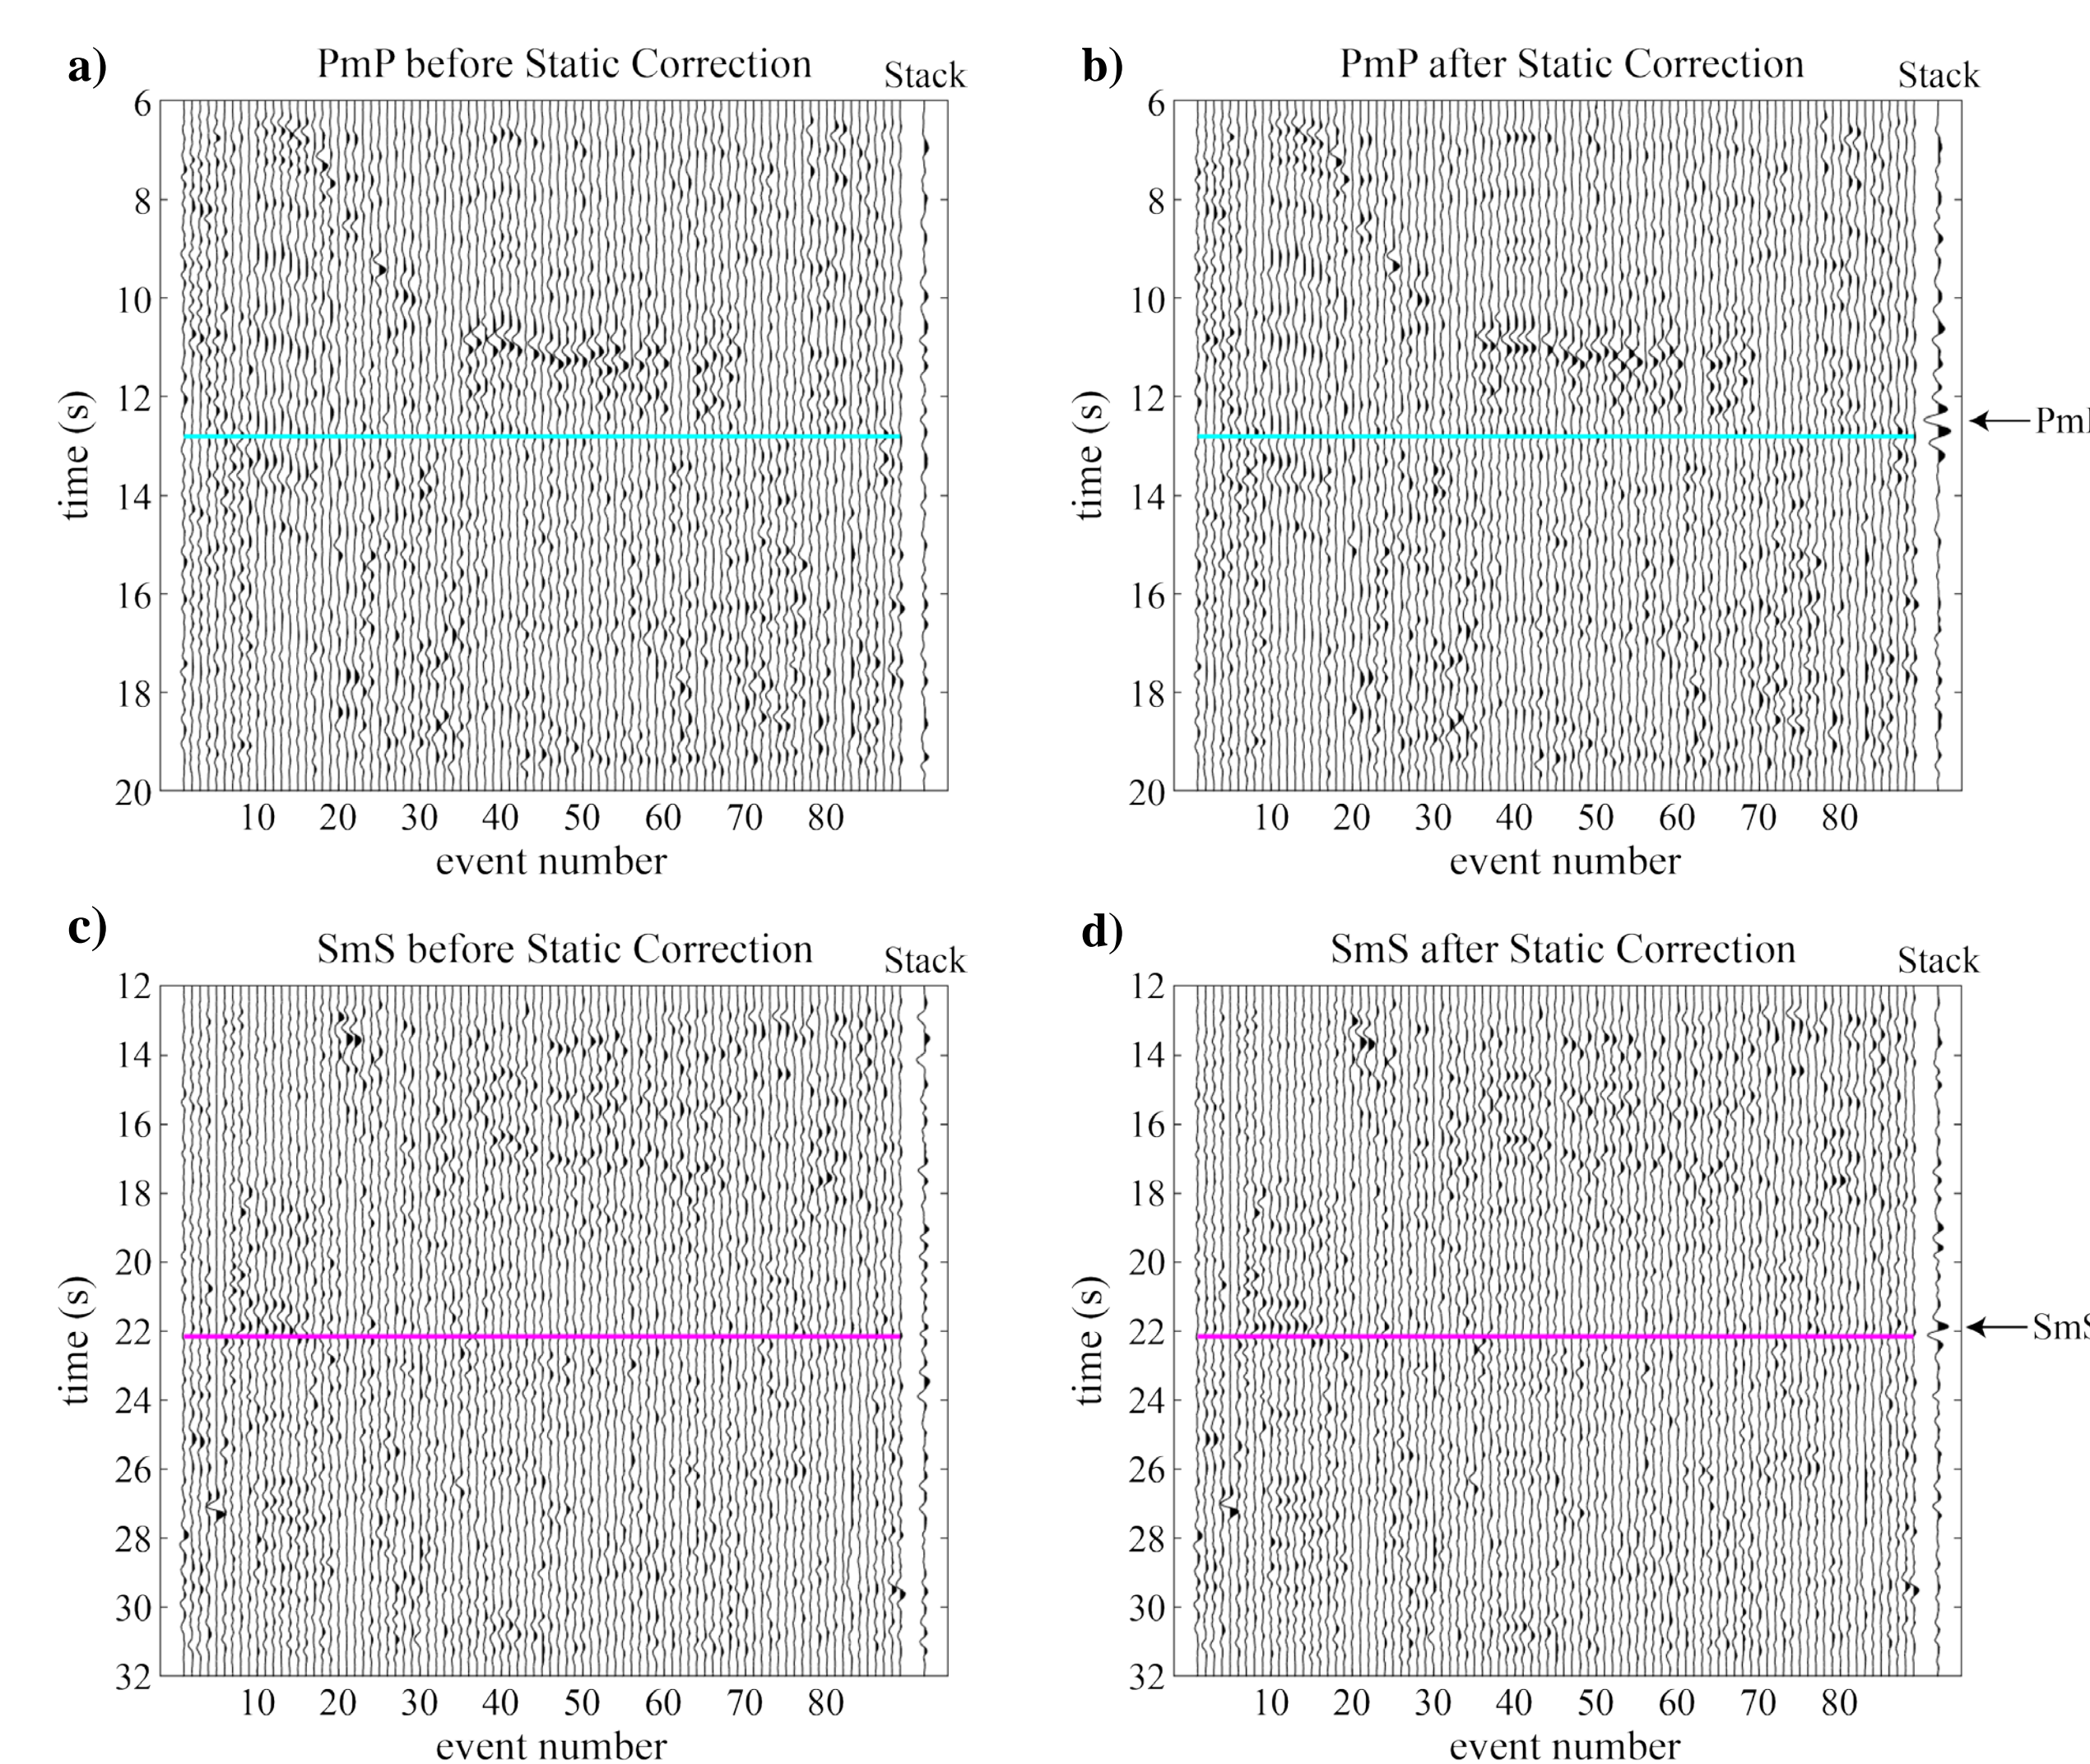 a)
PmP before Static Correction
Stack
6
8
10
12
14
16
18
20
time (s)
10 20 30 40 50 60 70 80
event number
b)
PmP after Static Correction
Stack
6
8
10
12
14
16
18
20
time (s)
10 20 30 40 50 60 70 80
event number
c)
SmS before Static Correction
Stack
12
14
16
18
20
22
24
26
28
30
32
time (s)
10 20 30 40 50 60 70 80
event number
d)
SmS after Static Correction
Stack
12
14
16
18
20
22
24
26
28
30
32
time (s)
10 20 30 40 50 60 70 80
event number